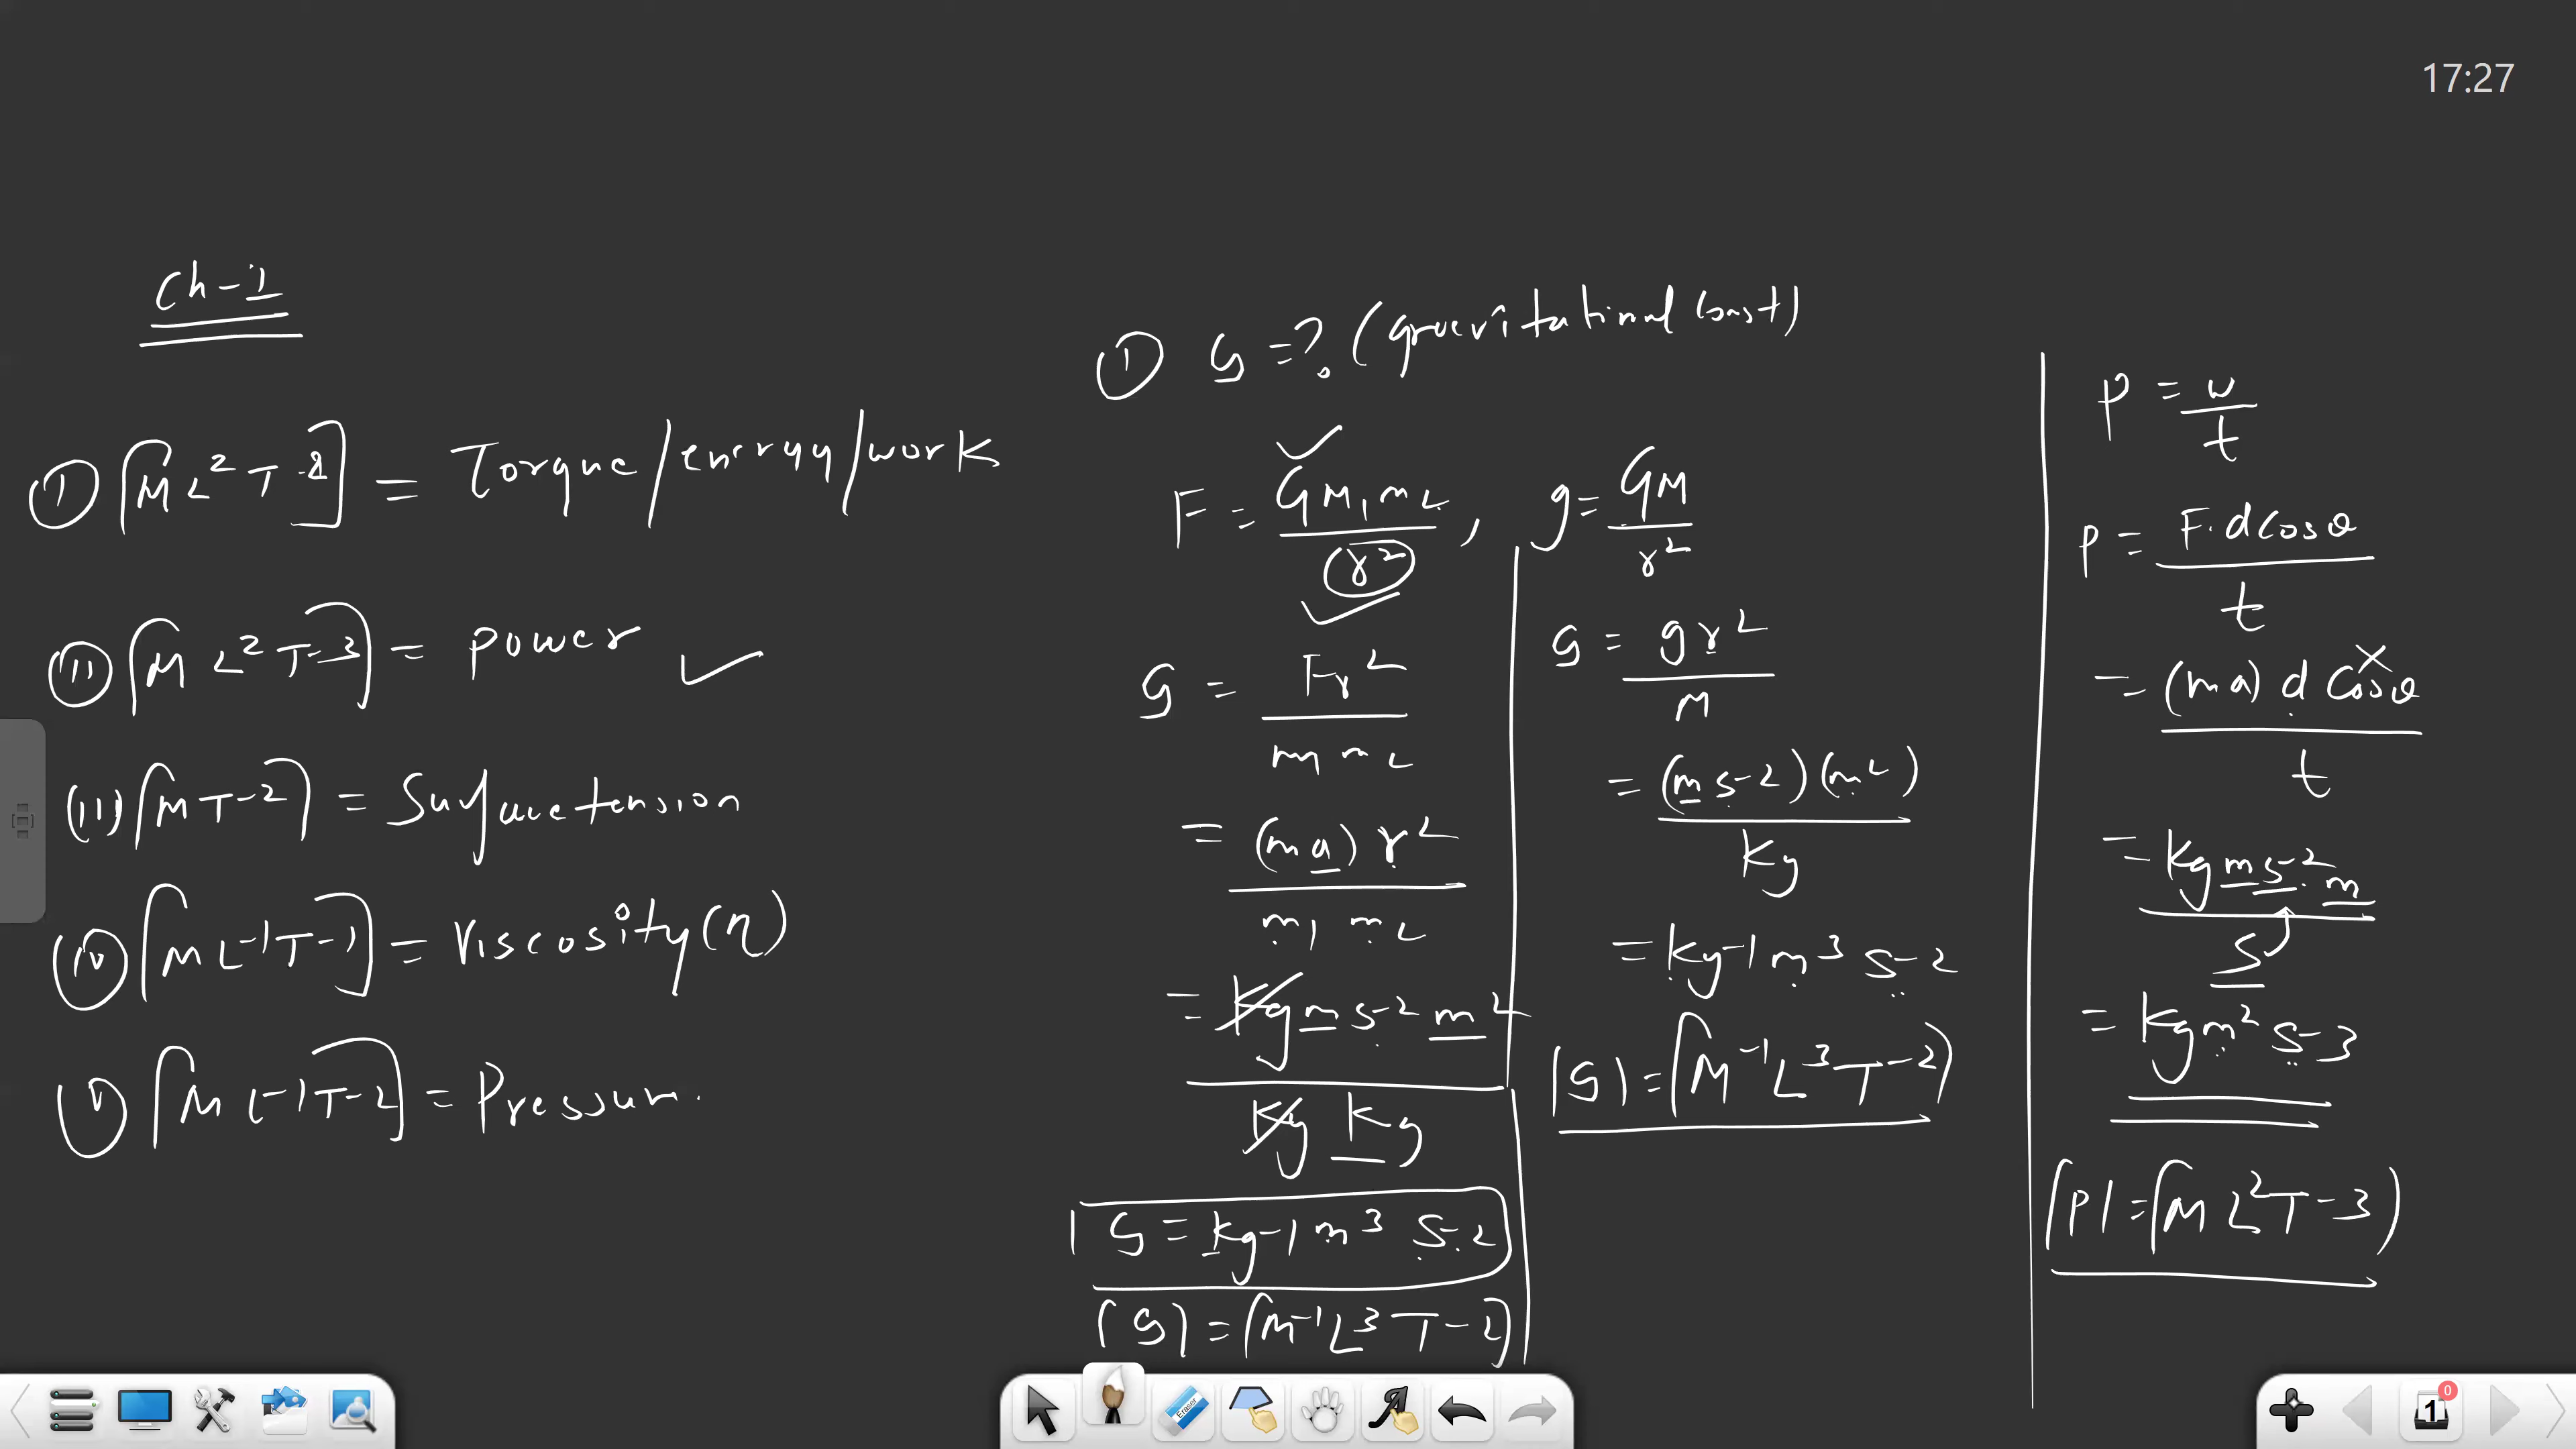 17:27
Ch-1
(I) [M L² T-2] = Torque/energy/work
(II) [M L² T-3] = power ✓
(III) [M T-2] = Surface tension
(IV) [M L-1 T-1] = Viscosity (η)
(V) [M L-1 T-2] = Pressure
(1) G = ? (gravitational const)
F = G M₁ m₂ / r² , g = GM / r²
G = F r² / m m₂
= (m a) r² / m₁ m₂
= kg m s-2 m² / kg kg
G = kg-1 m³ s-2
[G] = [M-1 L³ T-2]
G = g r² / M
= (m s-2) (m²) / Kg
= kg-1 m³ s-2
[G] = [M-1 L³ T-2]
P = w / t
P = F. d cos θ / t
= (m a) d cos θ / t
= kg m s-2 m / s
= kg m² s-3
[P] = [M L² T-3]
Eraser
A
1
0